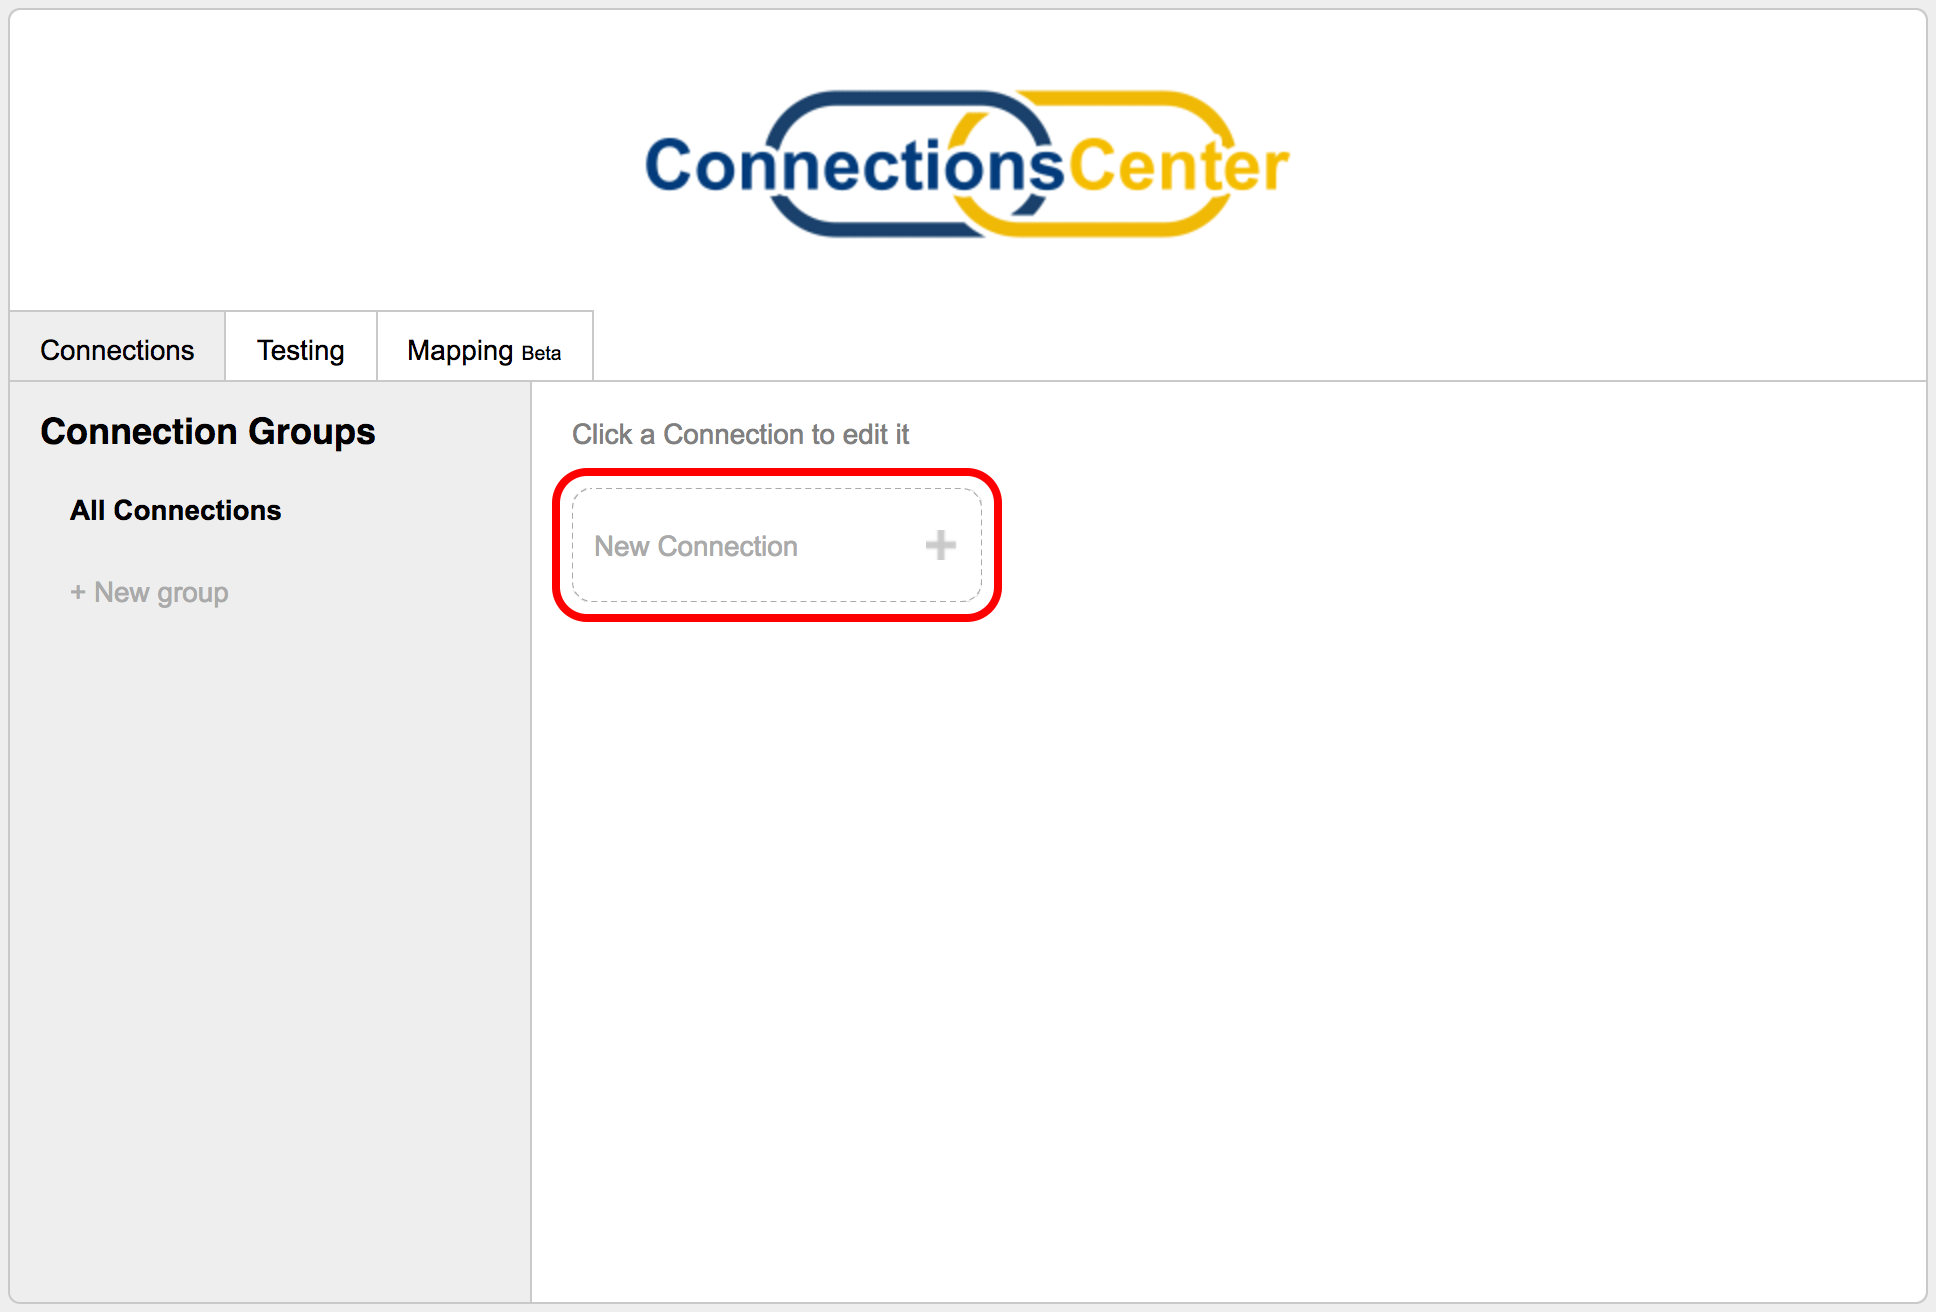 ConnectionsCenter
Connections
Testing
Mapping Beta
Connection Groups
All Connections
+ New group
Click a Connection to edit it
New Connection +